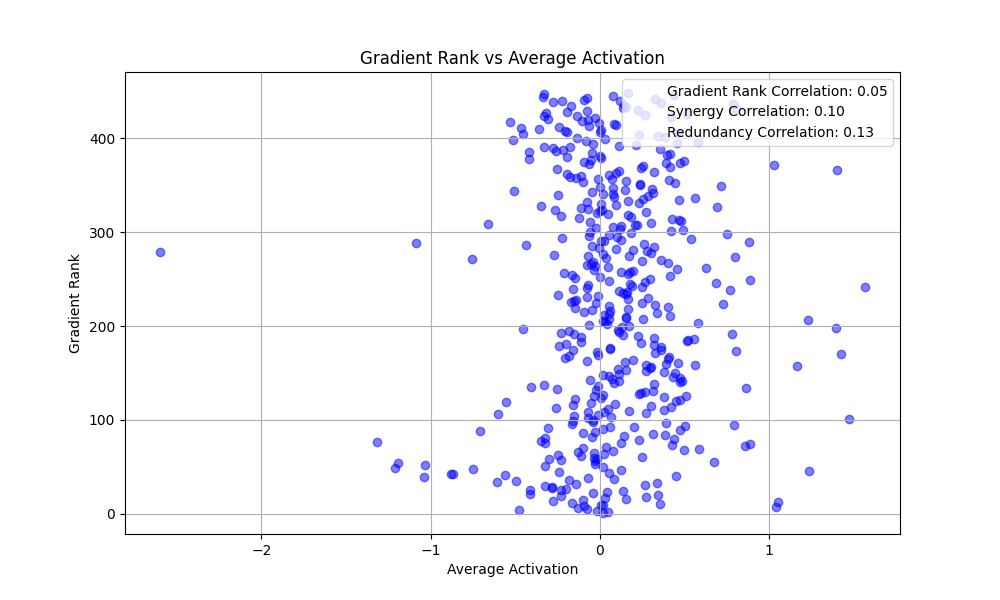 Gradient Rank vs Average Activation
Gradient Rank Correlation: 0.05
Synergy Correlation: 0.10
Redundancy Correlation: 0.13
400
300
200
100
0
Gradient Rank
−2
−1
0
1
Average Activation